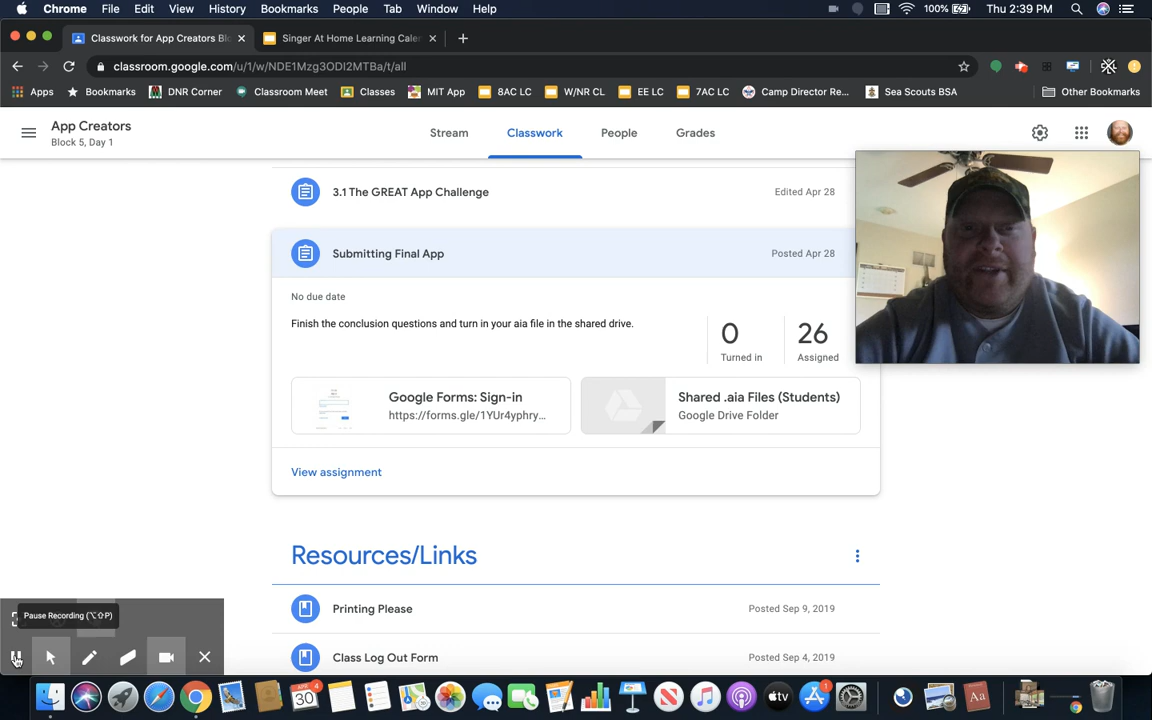 Chrome File Edit View History Bookmarks People Tab Window Help 100% Thu 2:39 PM
Classwork for App Creators Blo Singer At Home Learning Caler
classroom.google.com/u/1/w/NDE1Mzg3ODI2MTBa/t/all
Apps Bookmarks DNR Corner Classroom Meet Classes MIT App 8AC LC W/NR CL EE LC 7AC LC Camp Director Re... Sea Scouts BSA Other Bookmarks
App Creators
Block 5, Day 1
Stream Classwork People Grades
3.1 The GREAT App Challenge Edited Apr 28
Submitting Final App Posted Apr 28
No due date
Finish the conclusion questions and turn in your aia file in the shared drive.
0 26
Turned in Assigned
Google Forms: Sign-in
https://forms.gle/1YUr4yphry...
Shared .aia Files (Students)
Google Drive Folder
View assignment
Resources/Links
Printing Please Posted Sep 9, 2019
Class Log Out Form Posted Sep 4, 2019
Pause Recording (⌥⇧P)
30
4
tv
1
Aa